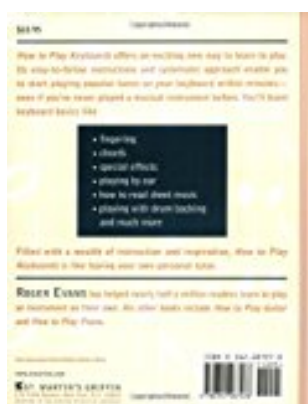 How to Play Keyboards offers an exciting new way to learn to play.
Its easy-to-follow instructions and systematic approach enable you
to start playing popular tunes on your keyboard within minutes—
even if you've never played a musical instrument before. You'll learn
keyboard basics like
• fingering
• chords
• special effects
• playing by ear
• how to read sheet music
• playing with drum backing
and much more
Filled with a wealth of instruction and inspiration, How to Play
Keyboards is like having your own personal tutor.
ROGER EVANS has helped nearly half a million readers learn to play
an instrument on their own. His other books include How to Play Guitar
and How to Play Piano.
ST. MARTIN'S GRIFFIN